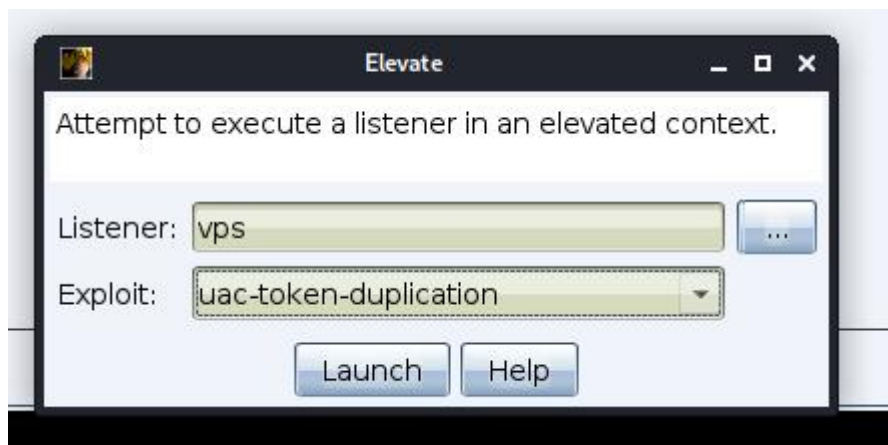 Elevate
Attempt to execute a listener in an elevated context.
Listener: vps ...
Exploit: uac-token-duplication
Launch Help